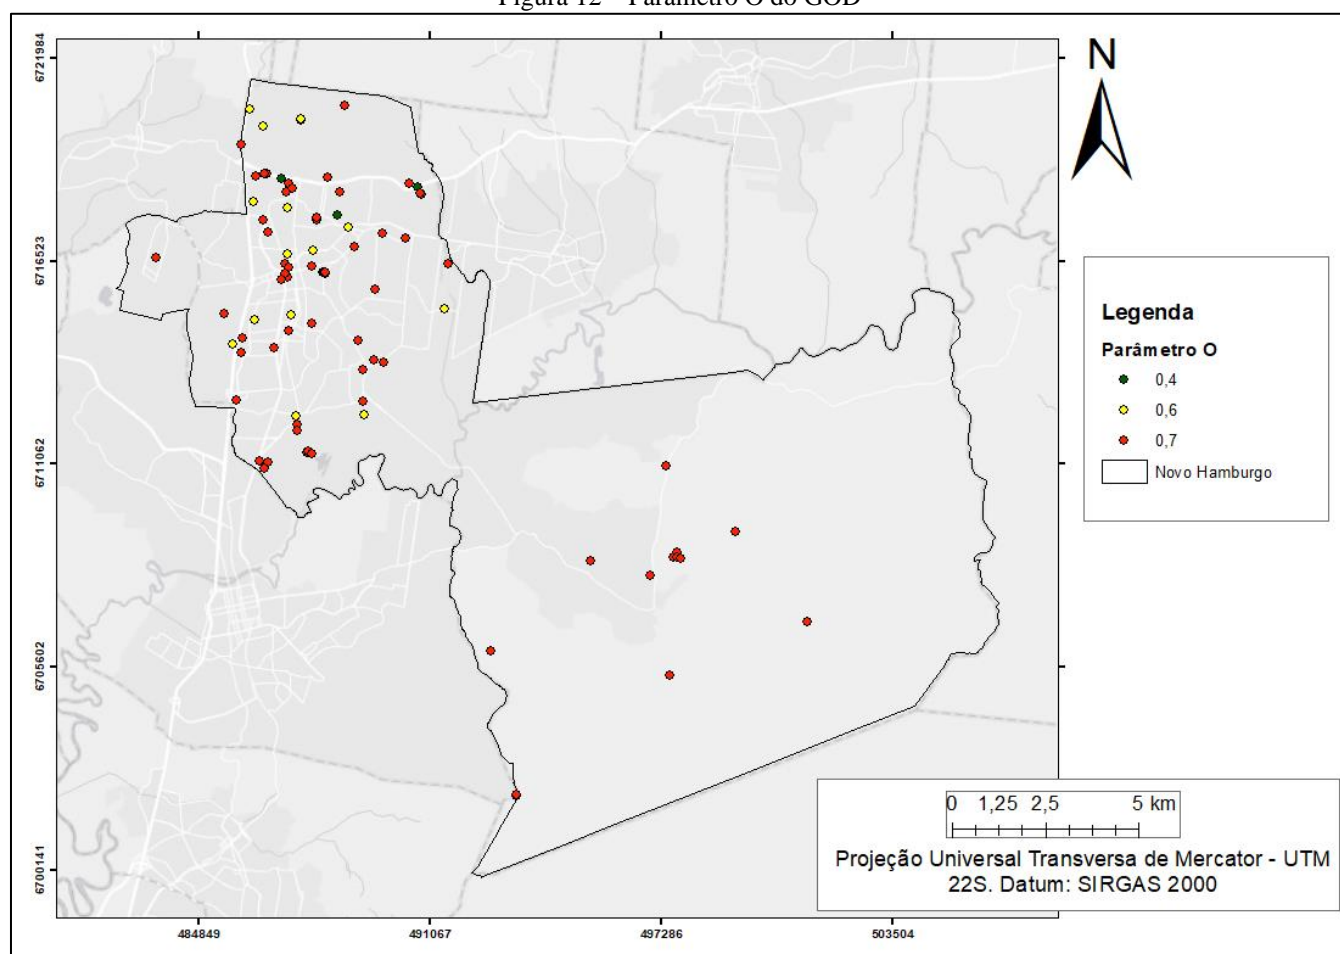 Figura 12 – Parâmetro O do GOD
6721984
6716523
6711062
6705602
6700141
484849
491067
497286
503504
N
Legenda
Parâmetro O
0,4
0,6
0,7
Novo Hamburgo
0 1,25 2,5 5 km
Projeção Universal Transversa de Mercator - UTM
22S. Datum: SIRGAS 2000